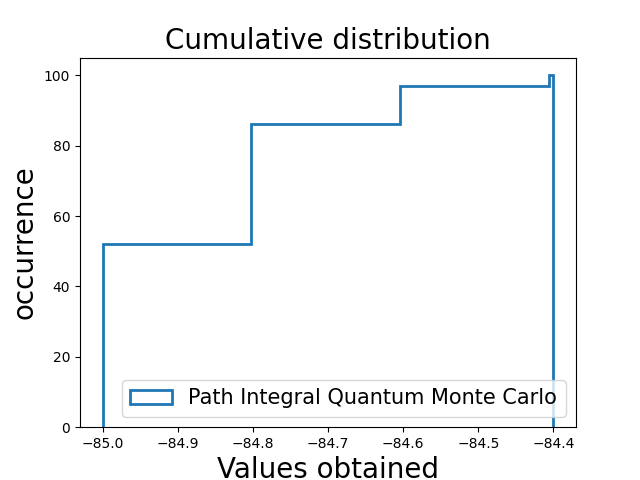 Cumulative distribution
100
80
60
40
20
0
occurrence
Path Integral Quantum Monte Carlo
−85.0 −84.9 −84.8 −84.7 −84.6 −84.5 −84.4
Values obtained